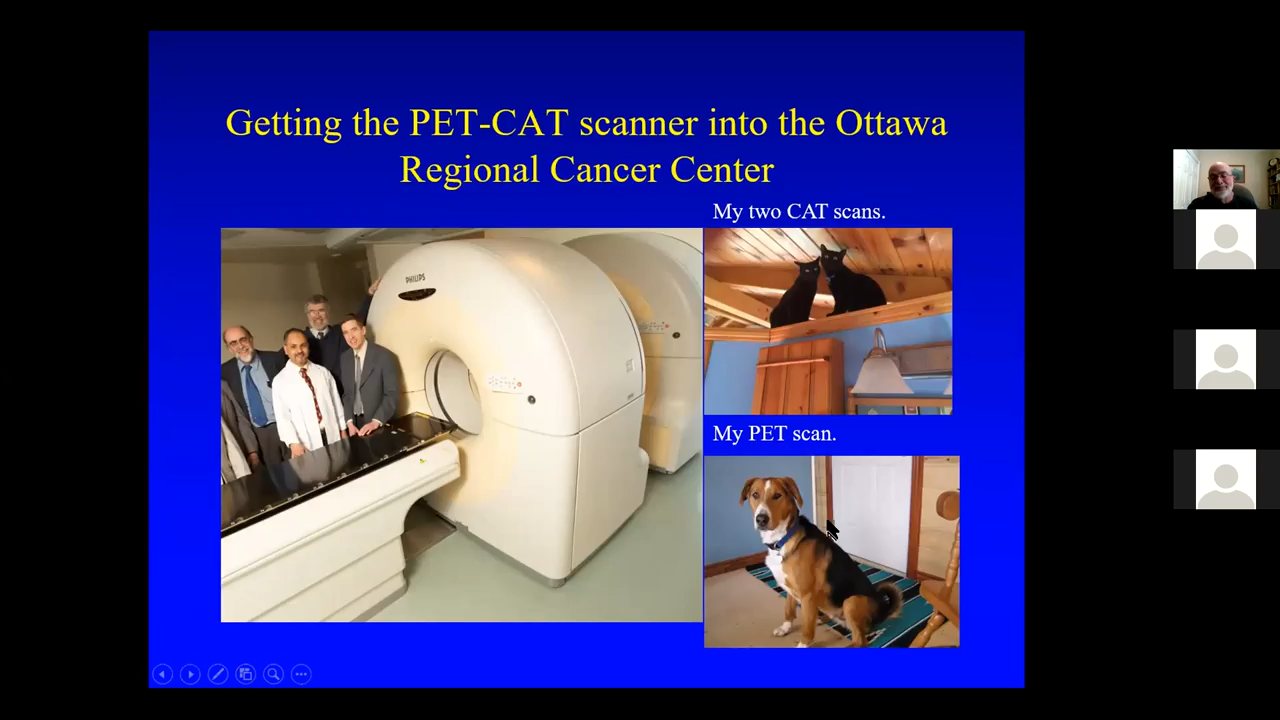 Getting the PET-CAT scanner into the Ottawa
Regional Cancer Center
My two CAT scans.
PHILIPS
My PET scan.